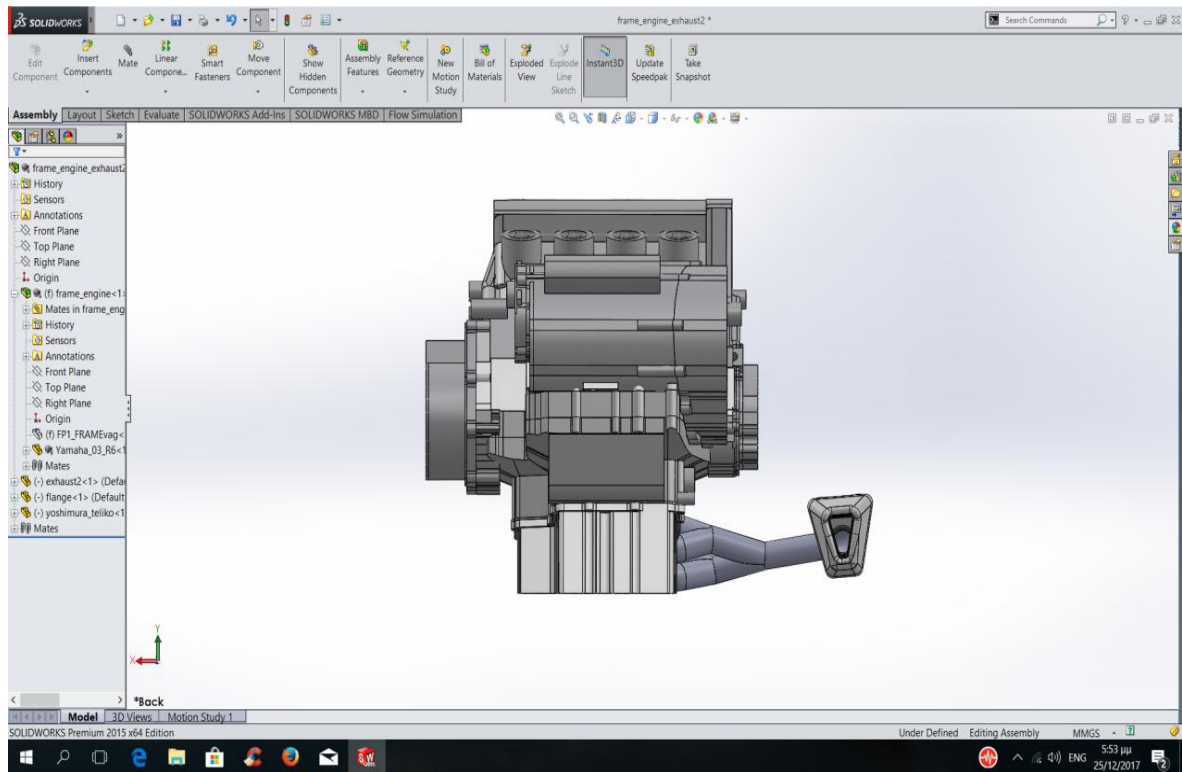 SOLIDWORKS
frame_engine_exhaust2 *
Search Commands
Edit Component
Insert Components
Mate
Linear Compone...
Smart Fasteners
Move Component
Show Hidden Components
Assembly Features
Reference Geometry
New Motion Study
Bill of Materials
Exploded View
Explode Line Sketch
Instant3D
Update Speedpak
Take Snapshot
Assembly Layout Sketch Evaluate SOLIDWORKS Add-Ins SOLIDWORKS MBD Flow Simulation
frame_engine_exhaust2
History
Sensors
Annotations
Front Plane
Top Plane
Right Plane
Origin
(f) frame_engine<1>
Mates in frame_eng
History
Sensors
Annotations
Front Plane
Top Plane
Right Plane
Origin
(f) FP1_FRAMEvag<
Yamaha_03_R6<1
Mates
(-) exhaust2<1> (Defau
(-) flange<1> (Default
(-) yoshimura_teliko<1
Mates
Y
X
*Back
Model 3D Views Motion Study 1
SOLIDWORKS Premium 2015 x64 Edition
Under Defined Editing Assembly MMGS
ENG
5:53 μμ
25/12/2017